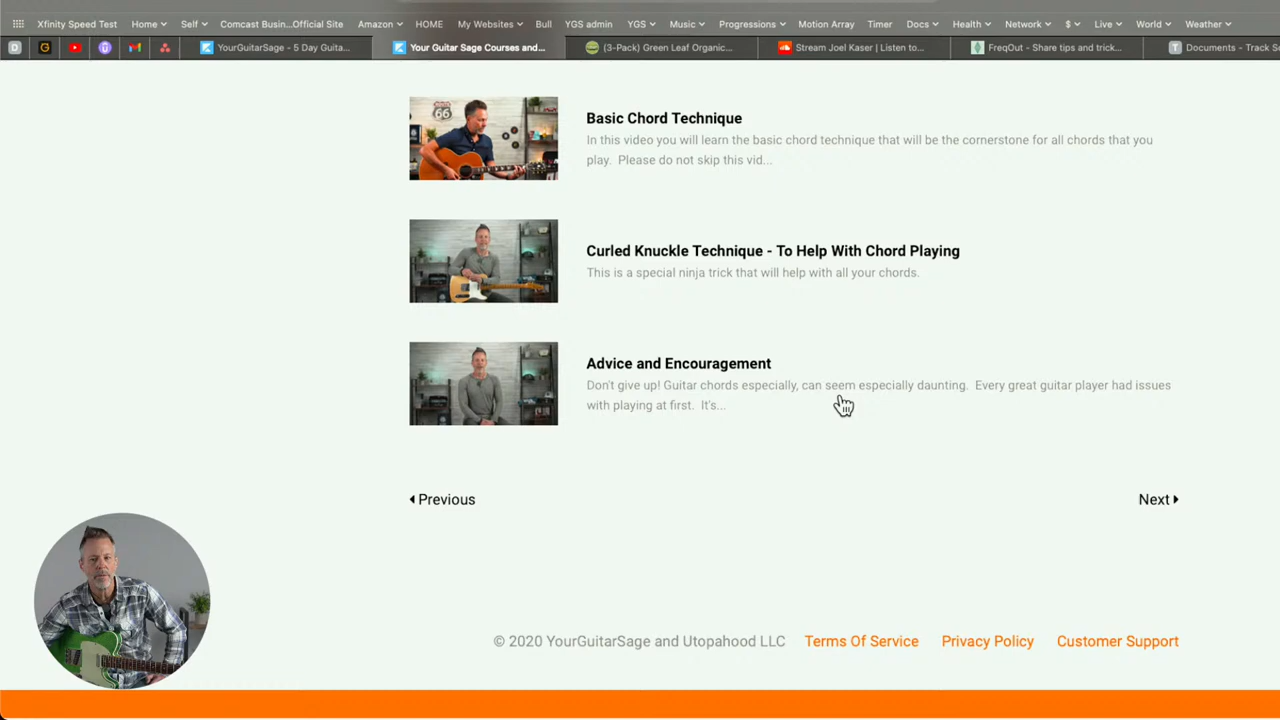 Xfinity Speed Test Home Self Comcast Busin...Official Site Amazon HOME My Websites Bull YGS admin YGS Music Progressions Motion Array Timer Docs Health Network $ Live World Weather
D G YourGuitarSage - 5 Day Guita... Your Guitar Sage Courses and... (3-Pack) Green Leaf Organic... Stream Joel Kaser | Listen to... FreqOut - Share tips and trick... T Documents - Track S
Basic Chord Technique
In this video you will learn the basic chord technique that will be the cornerstone for all chords that you
play. Please do not skip this vid...
Curled Knuckle Technique - To Help With Chord Playing
This is a special ninja trick that will help with all your chords.
Advice and Encouragement
Don't give up! Guitar chords especially, can seem especially daunting. Every great guitar player had issues
with playing at first. It's...
Previous Next
© 2020 YourGuitarSage and Utopahood LLC Terms Of Service Privacy Policy Customer Support
66